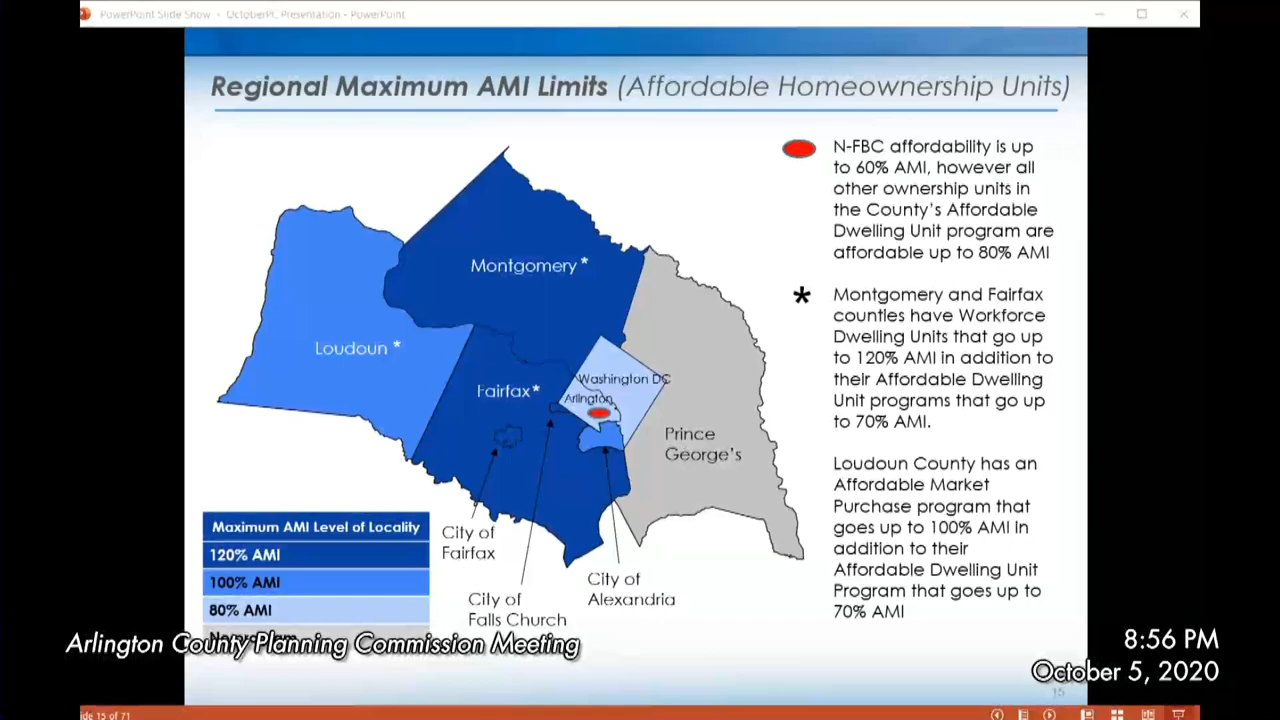 PowerPoint Slide Show - OctoberPC Presentation - PowerPoint
Regional Maximum AMI Limits (Affordable Homeownership Units)
N-FBC affordability is up
to 60% AMI, however all
other ownership units in
the County's Affordable
Dwelling Unit program are
affordable up to 80% AMI
* Montgomery and Fairfax
counties have Workforce
Dwelling Units that go up
to 120% AMI in addition to
their Affordable Dwelling
Unit programs that go up
to 70% AMI.
Loudoun County has an
Affordable Market
Purchase program that
goes up to 100% AMI in
addition to their
Affordable Dwelling Unit
Program that goes up to
70% AMI
Montgomery *
Loudoun *
Fairfax *
Washington DC
Arlington
Prince
George's
City of
Fairfax
City of
Falls Church
City of
Alexandria
Maximum AMI Level of Locality
120% AMI
100% AMI
80% AMI
Arlington County Planning Commission Meeting
8:56 PM
October 5, 2020
15
lide 15 of 71